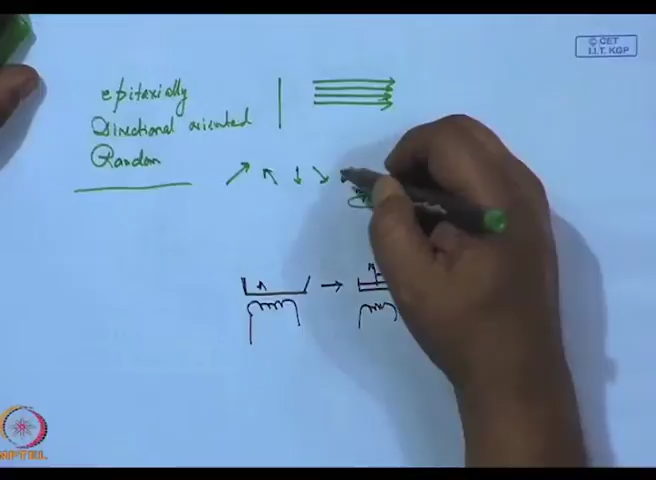 © CET
I.I.T. KGP
epitaxially
Directional oriented
Random
NPTEL